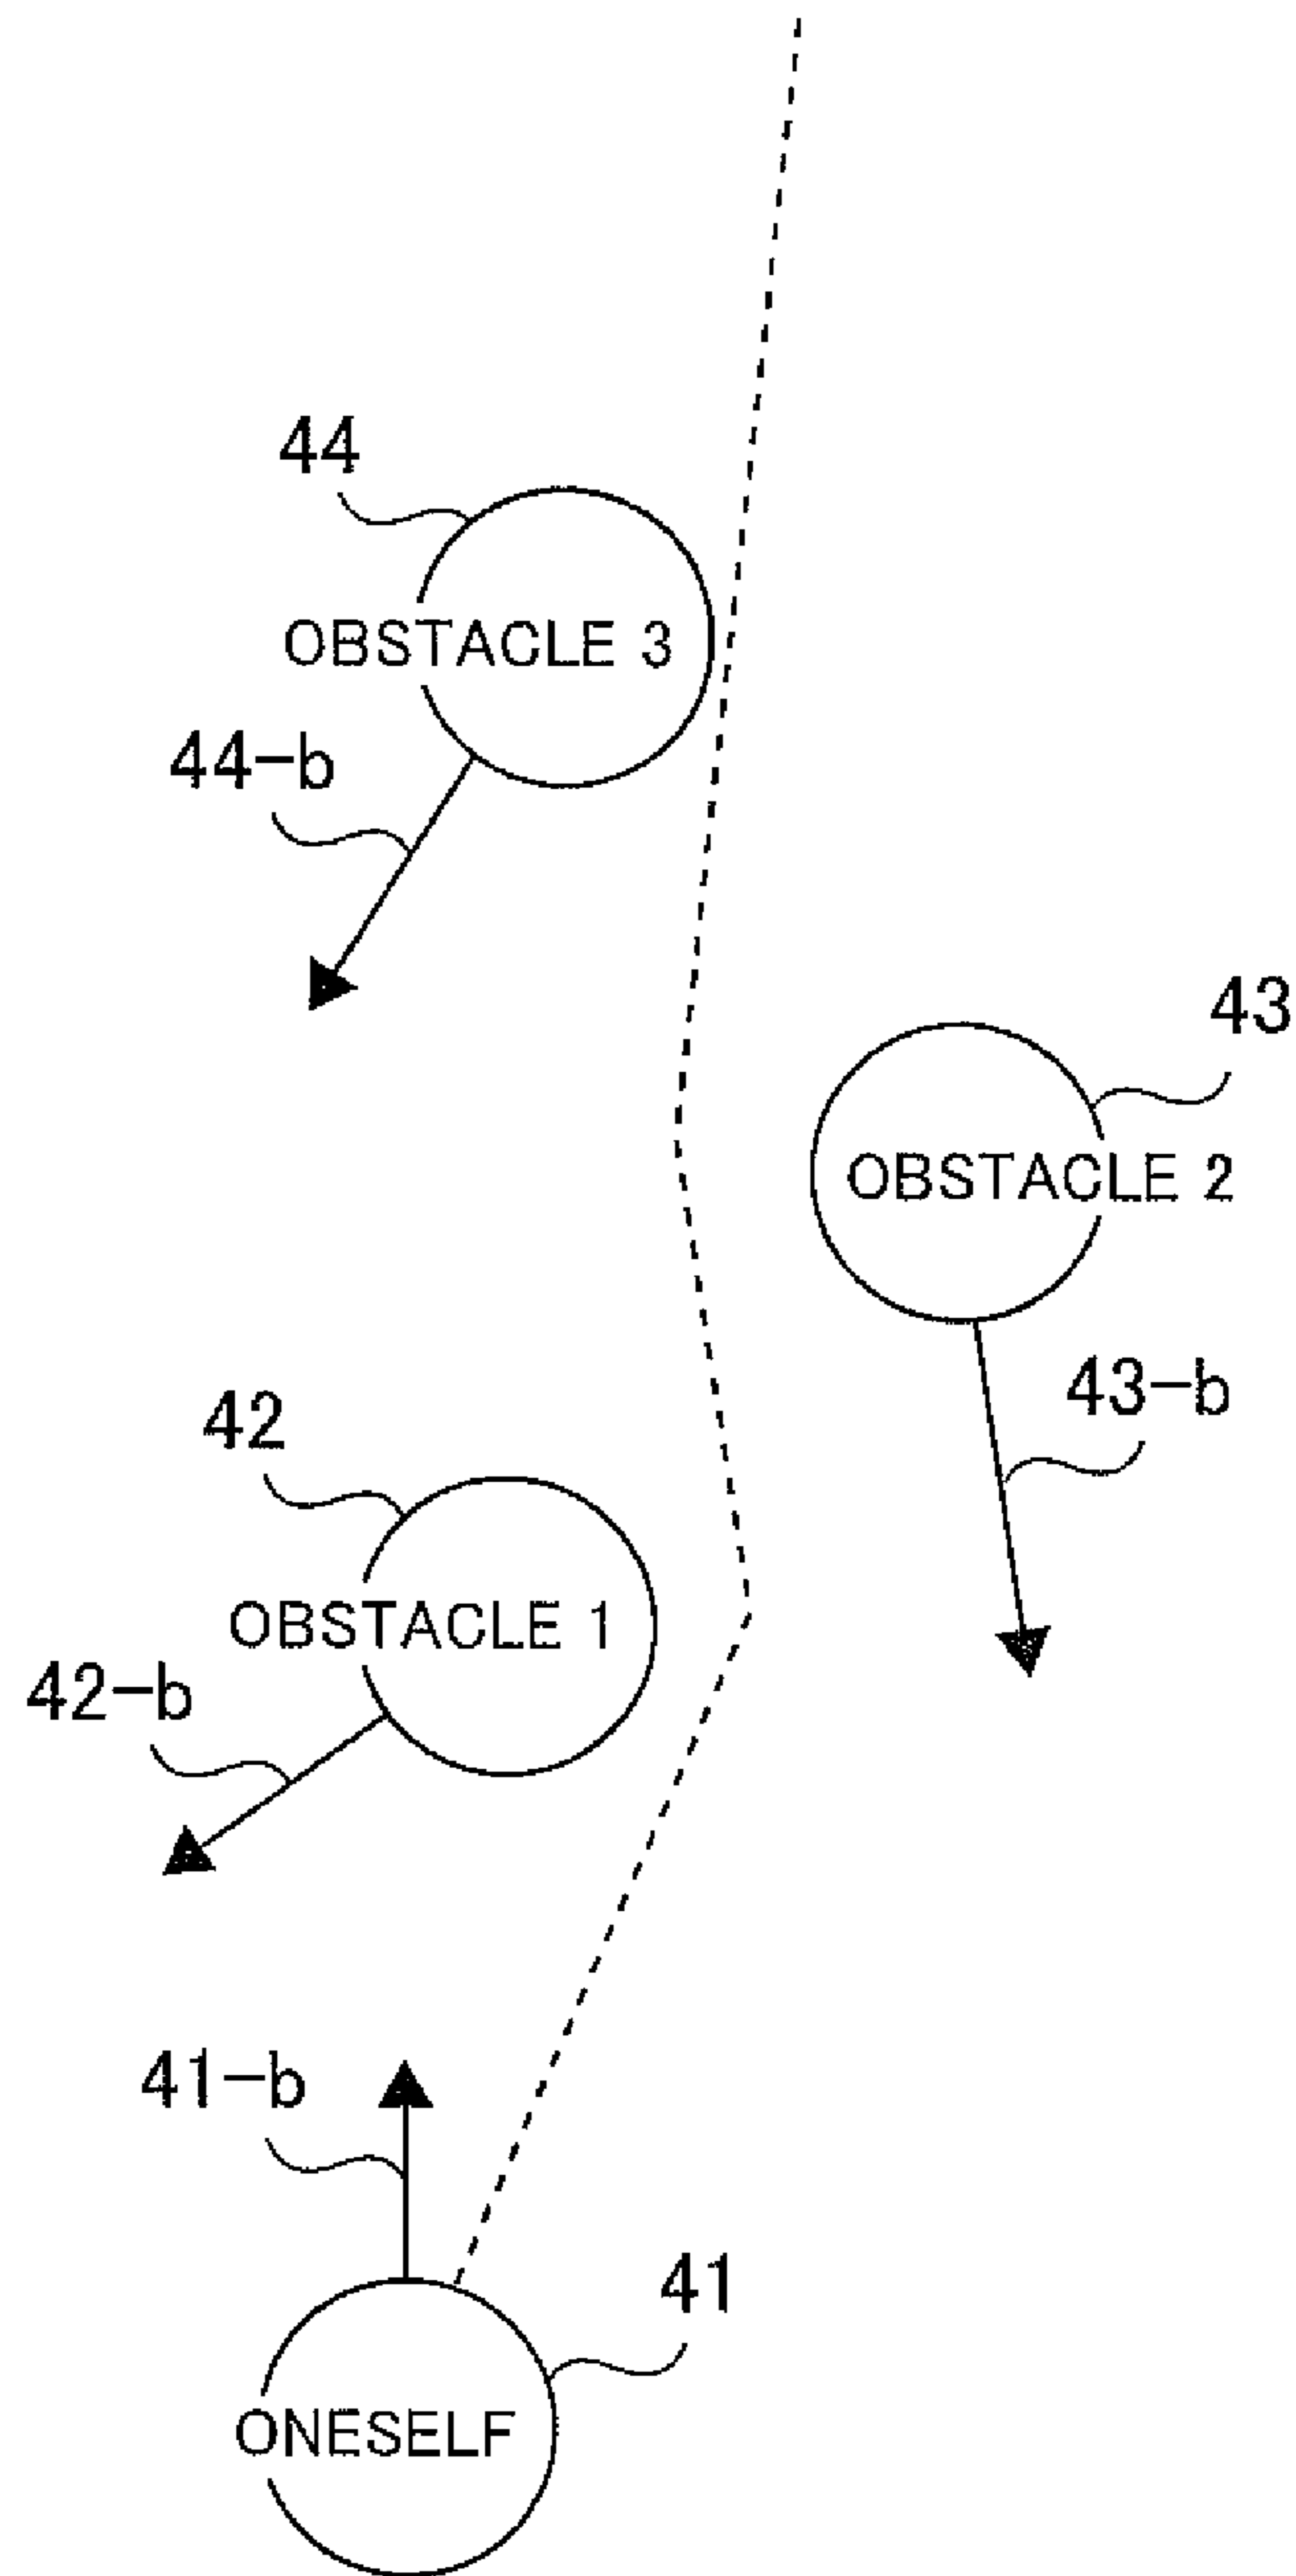 44
OBSTACLE 3
44-b
43
OBSTACLE 2
43-b
42
OBSTACLE 1
42-b
41-b
41
ONESELF